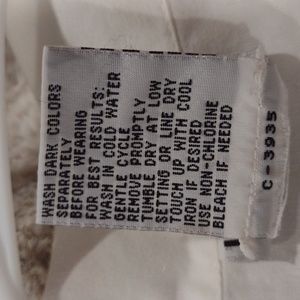 WASH DARK COLORS
SEPARATELY
BEFORE WEARING
FOR BEST RESULTS:
WASH IN COLD WATER
GENTLE CYCLE
REMOVE PROMPTLY
TUMBLE DRY AT LOW
SETTING OR LINE DRY
TOUCH UP WITH COOL
IRON IF DESIRED
USE NON-CHLORINE
BLEACH IF NEEDED
C-3935